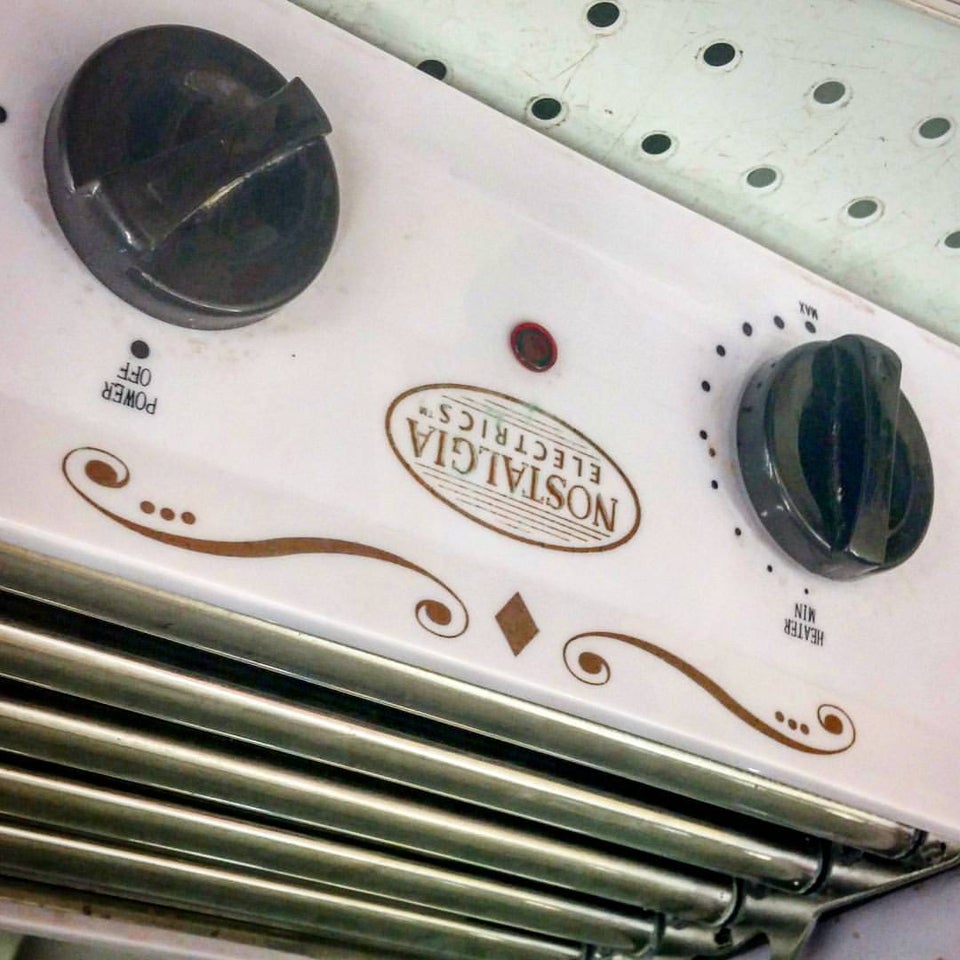 POWER
OFF
NOSTALGIA
ELECTRICS™
HEATER
MIN
MAX